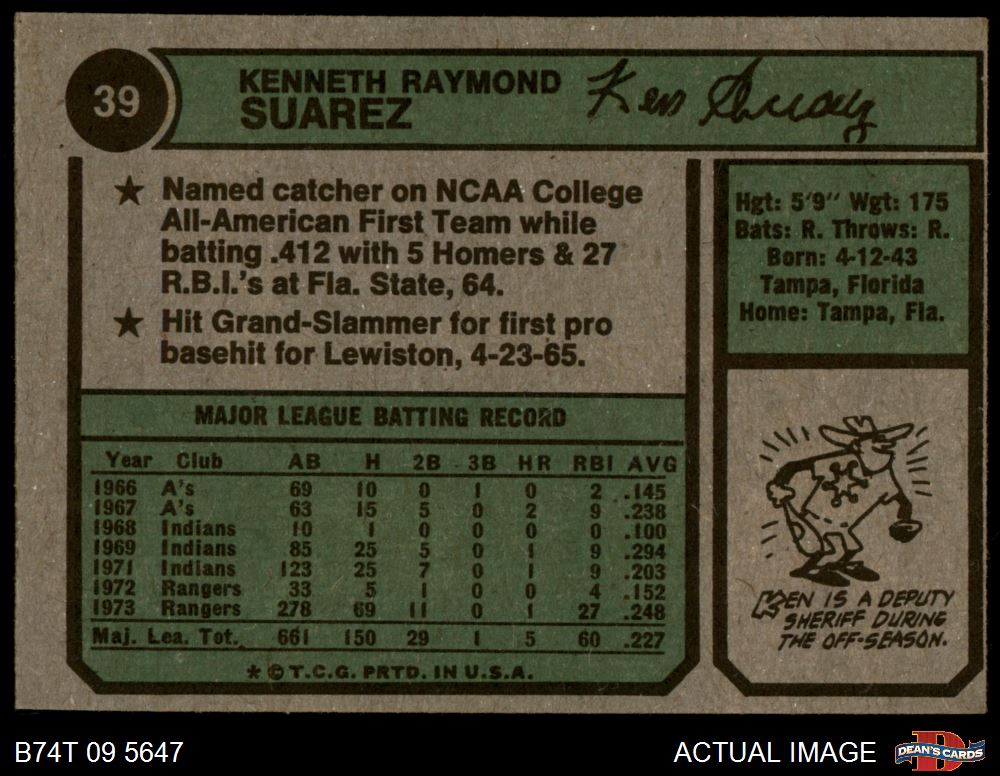 39
KENNETH RAYMOND
SUAREZ
Ken Suarez
★ Named catcher on NCAA College
All-American First Team while
batting .412 with 5 Homers & 27
R.B.I.'s at Fla. State, 64.
★ Hit Grand-Slammer for first pro
basehit for Lewiston, 4-23-65.
Hgt: 5'9" Wgt: 175
Bats: R. Throws: R.
Born: 4-12-43
Tampa, Florida
Home: Tampa, Fla.
MAJOR LEAGUE BATTING RECORD
Year Club AB H 2B 3B HR RBI AVG
1966 A's 69 10 0 1 0 2 .145
1967 A's 63 15 5 0 2 9 .238
1968 Indians 10 1 0 0 0 0 .100
1969 Indians 85 25 5 0 1 9 .294
1971 Indians 123 25 7 0 1 9 .203
1972 Rangers 33 5 1 0 0 4 .152
1973 Rangers 278 69 11 0 1 27 .248
Maj. Lea. Tot. 661 150 29 1 5 60 .227
* © T.C.G. PRTD. IN U.S.A.
KEN IS A DEPUTY
SHERIFF DURING
THE OFF-SEASON.
B74T 09 5647
ACTUAL IMAGE
DEAN'S CARDS